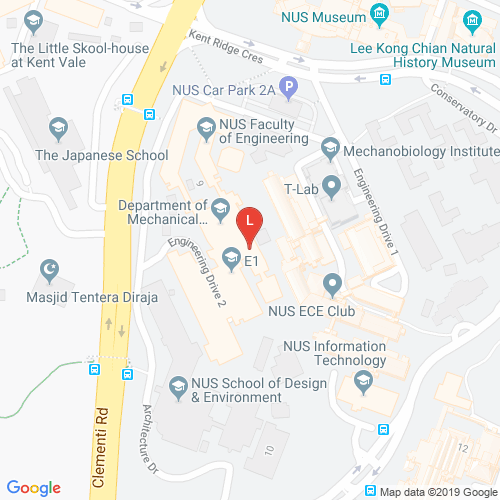 NUS Museum
The Little Skool-house
at Kent Vale
Kent Ridge Cres
Lee Kong Chian Natural
History Museum
NUS Car Park 2A
P
Conservatory Dr
NUS Faculty
of Engineering
The Japanese School
Mechanobiology Institute
9
T-Lab
Department of
Mechanical...
L
Engineering Drive 1
Engineering Drive 2
E1
Masjid Tentera Diraja
NUS ECE Club
NUS Information
Technology
NUS School of Design
& Environment
Clementi Rd
Architecture Dr
10
12
Google
Map data ©2019 Google